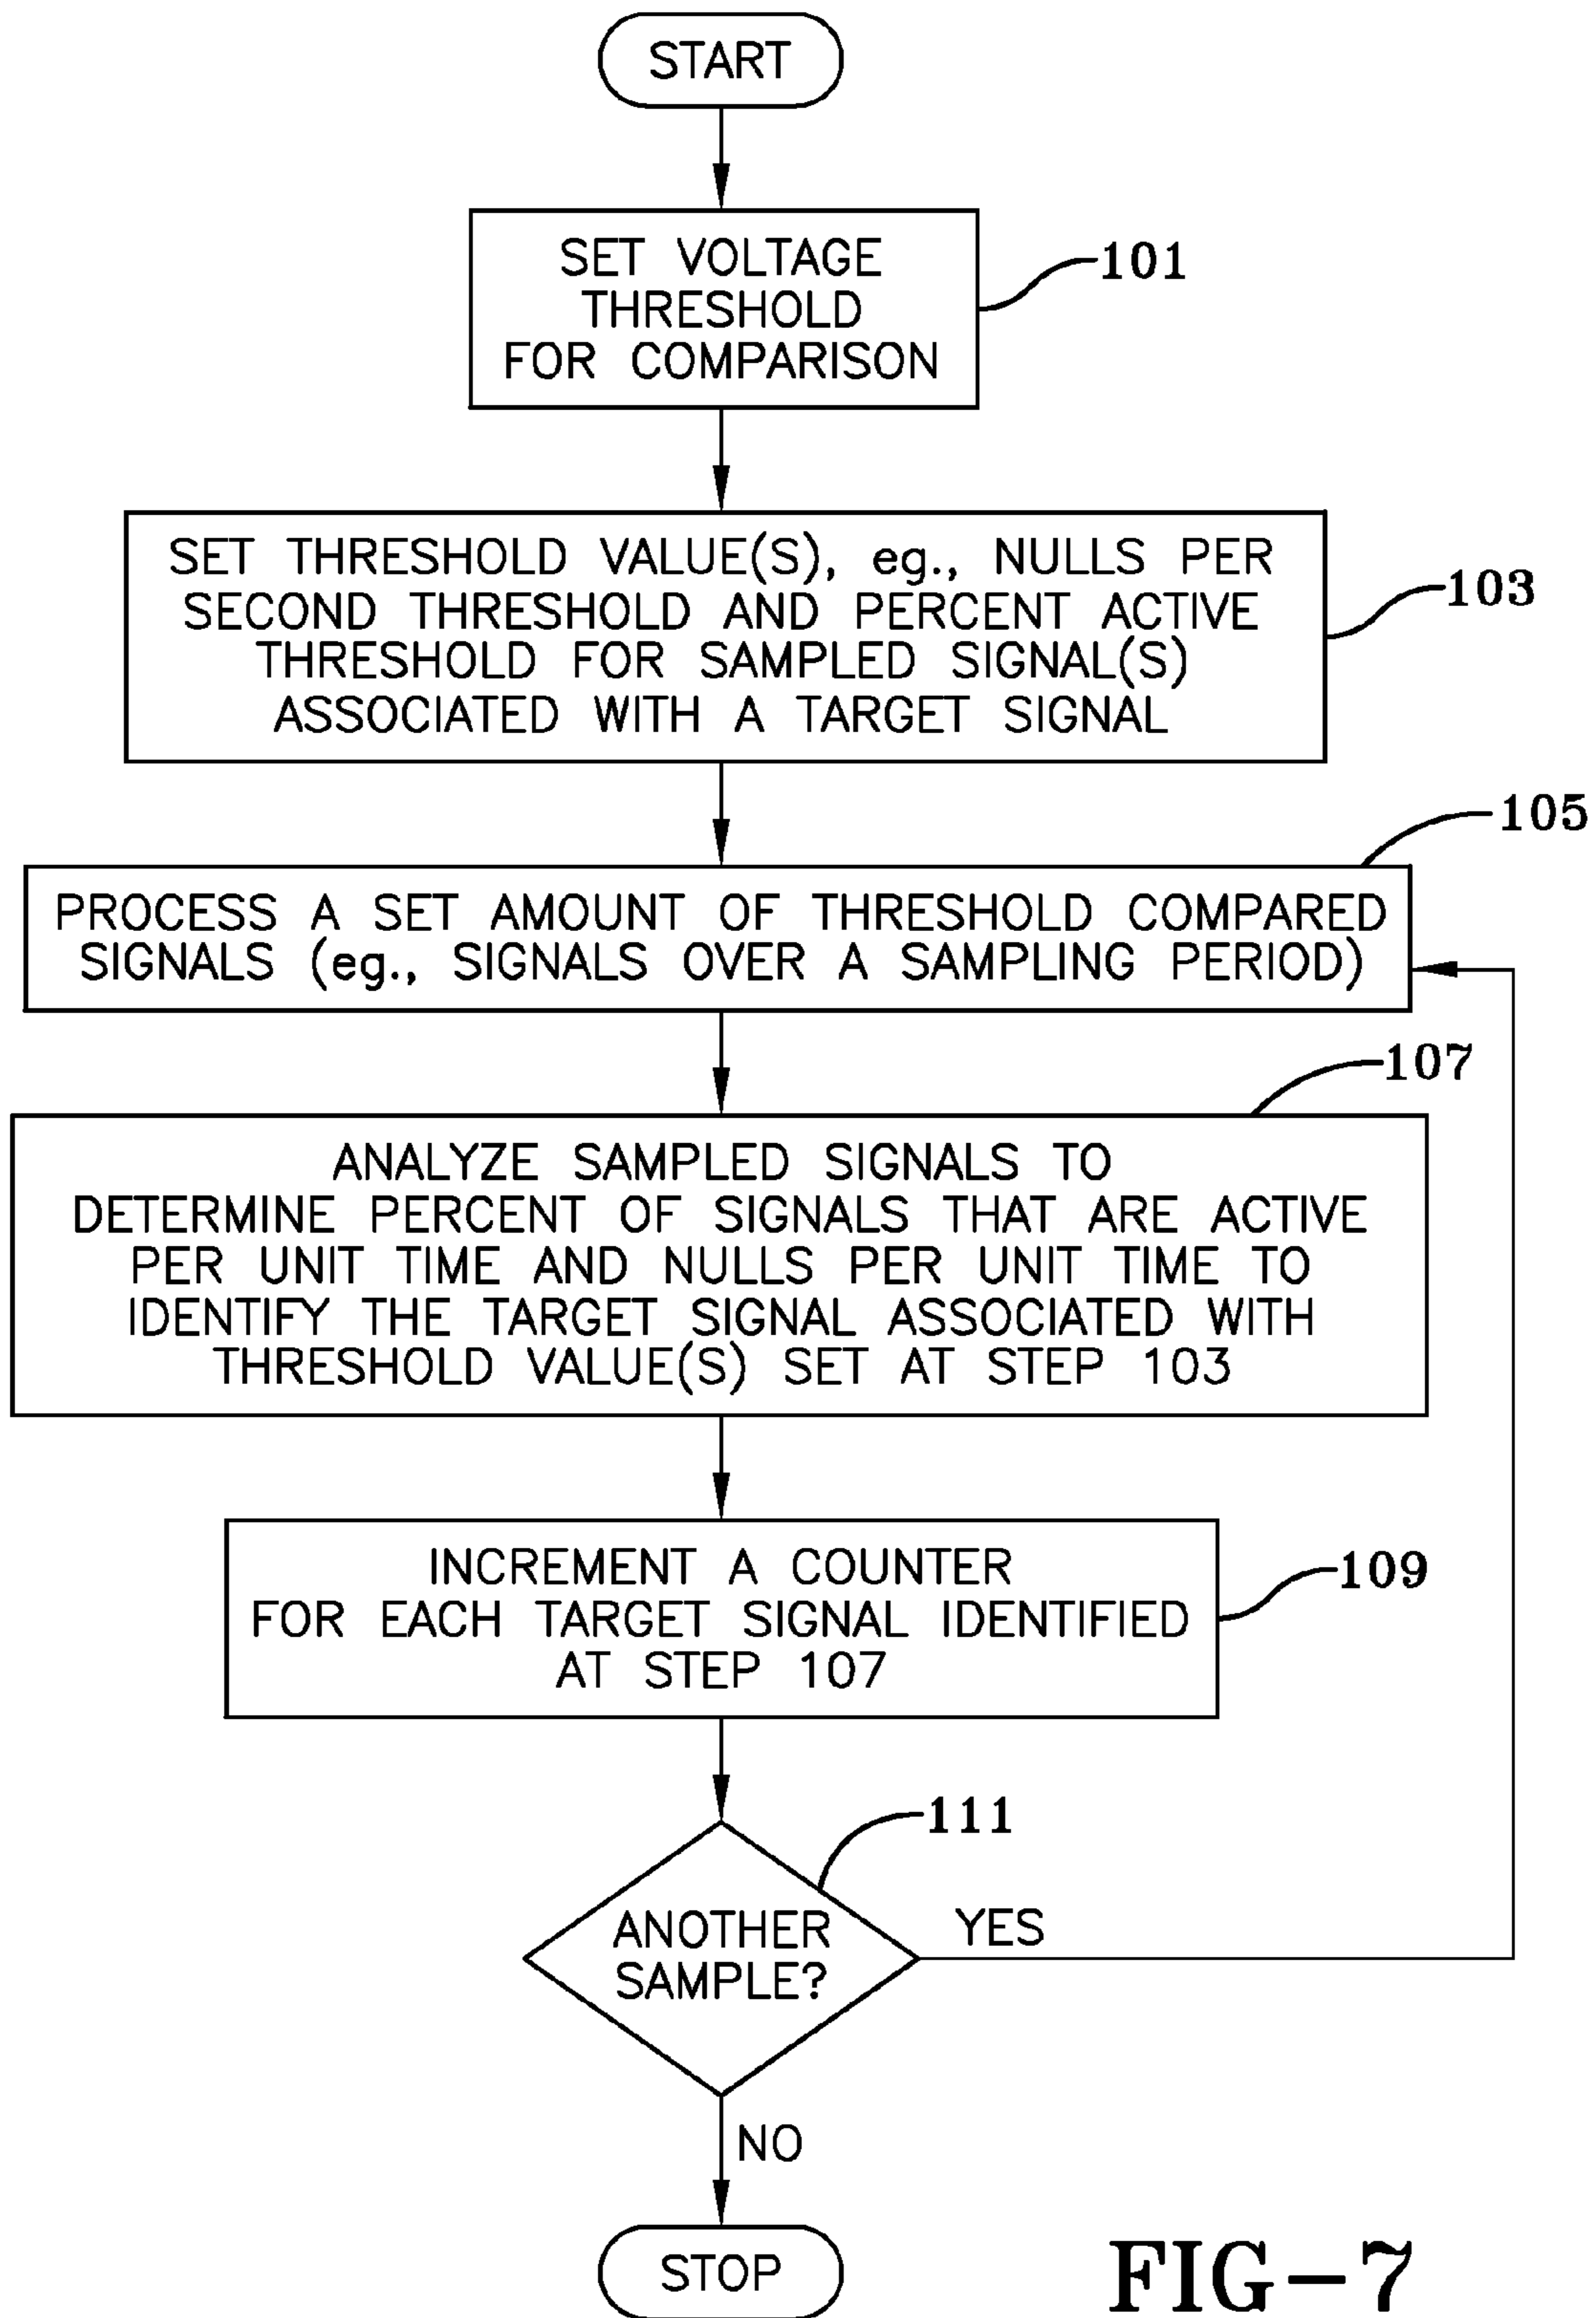 START
SET VOLTAGE
THRESHOLD
FOR COMPARISON
101
SET THRESHOLD VALUE(S), eg., NULLS PER
SECOND THRESHOLD AND PERCENT ACTIVE
THRESHOLD FOR SAMPLED SIGNAL(S)
ASSOCIATED WITH A TARGET SIGNAL
103
105
PROCESS A SET AMOUNT OF THRESHOLD COMPARED
SIGNALS (eg., SIGNALS OVER A SAMPLING PERIOD)
107
ANALYZE SAMPLED SIGNALS TO
DETERMINE PERCENT OF SIGNALS THAT ARE ACTIVE
PER UNIT TIME AND NULLS PER UNIT TIME TO
IDENTIFY THE TARGET SIGNAL ASSOCIATED WITH
THRESHOLD VALUE(S) SET AT STEP 103
INCREMENT A COUNTER
FOR EACH TARGET SIGNAL IDENTIFIED
AT STEP 107
109
111
ANOTHER
SAMPLE?
YES
NO
STOP
FIG-7